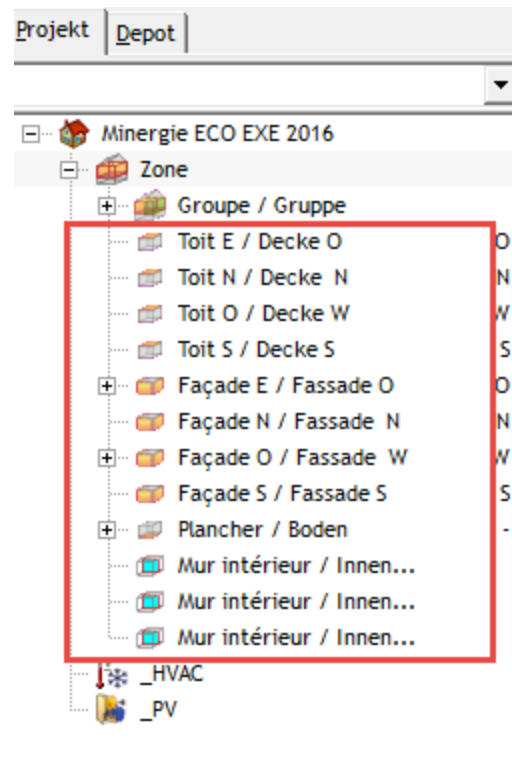 Projekt Depot
Minergie ECO EXE 2016
Zone
Groupe / Gruppe
Toit E / Decke O O
Toit N / Decke N N
Toit O / Decke W W
Toit S / Decke S S
Façade E / Fassade O O
Façade N / Fassade N N
Façade O / Fassade W W
Façade S / Fassade S S
Plancher / Boden -
Mur intérieur / Innen...
Mur intérieur / Innen...
Mur intérieur / Innen...
_HVAC
_PV